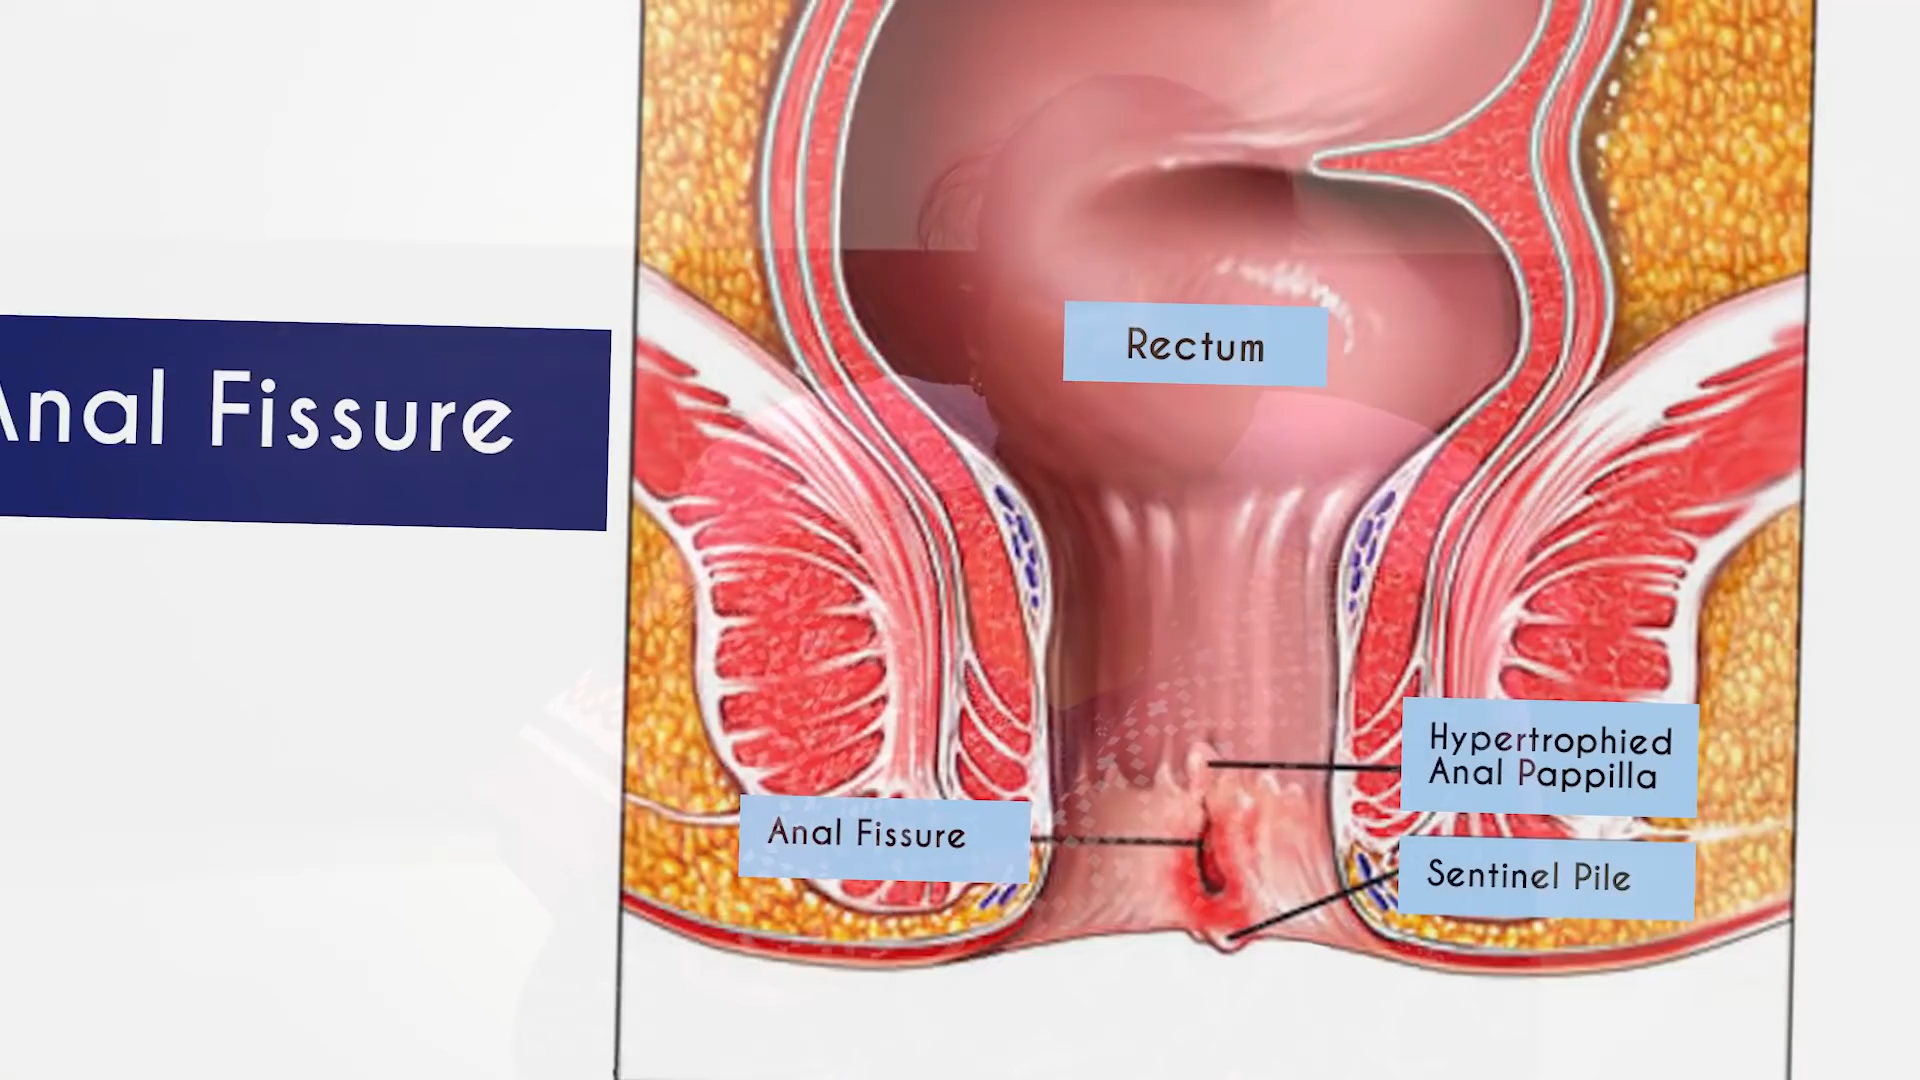 Anal Fissure
Rectum
Hypertrophied
Anal Pappilla
Anal Fissure
Sentinel Pile